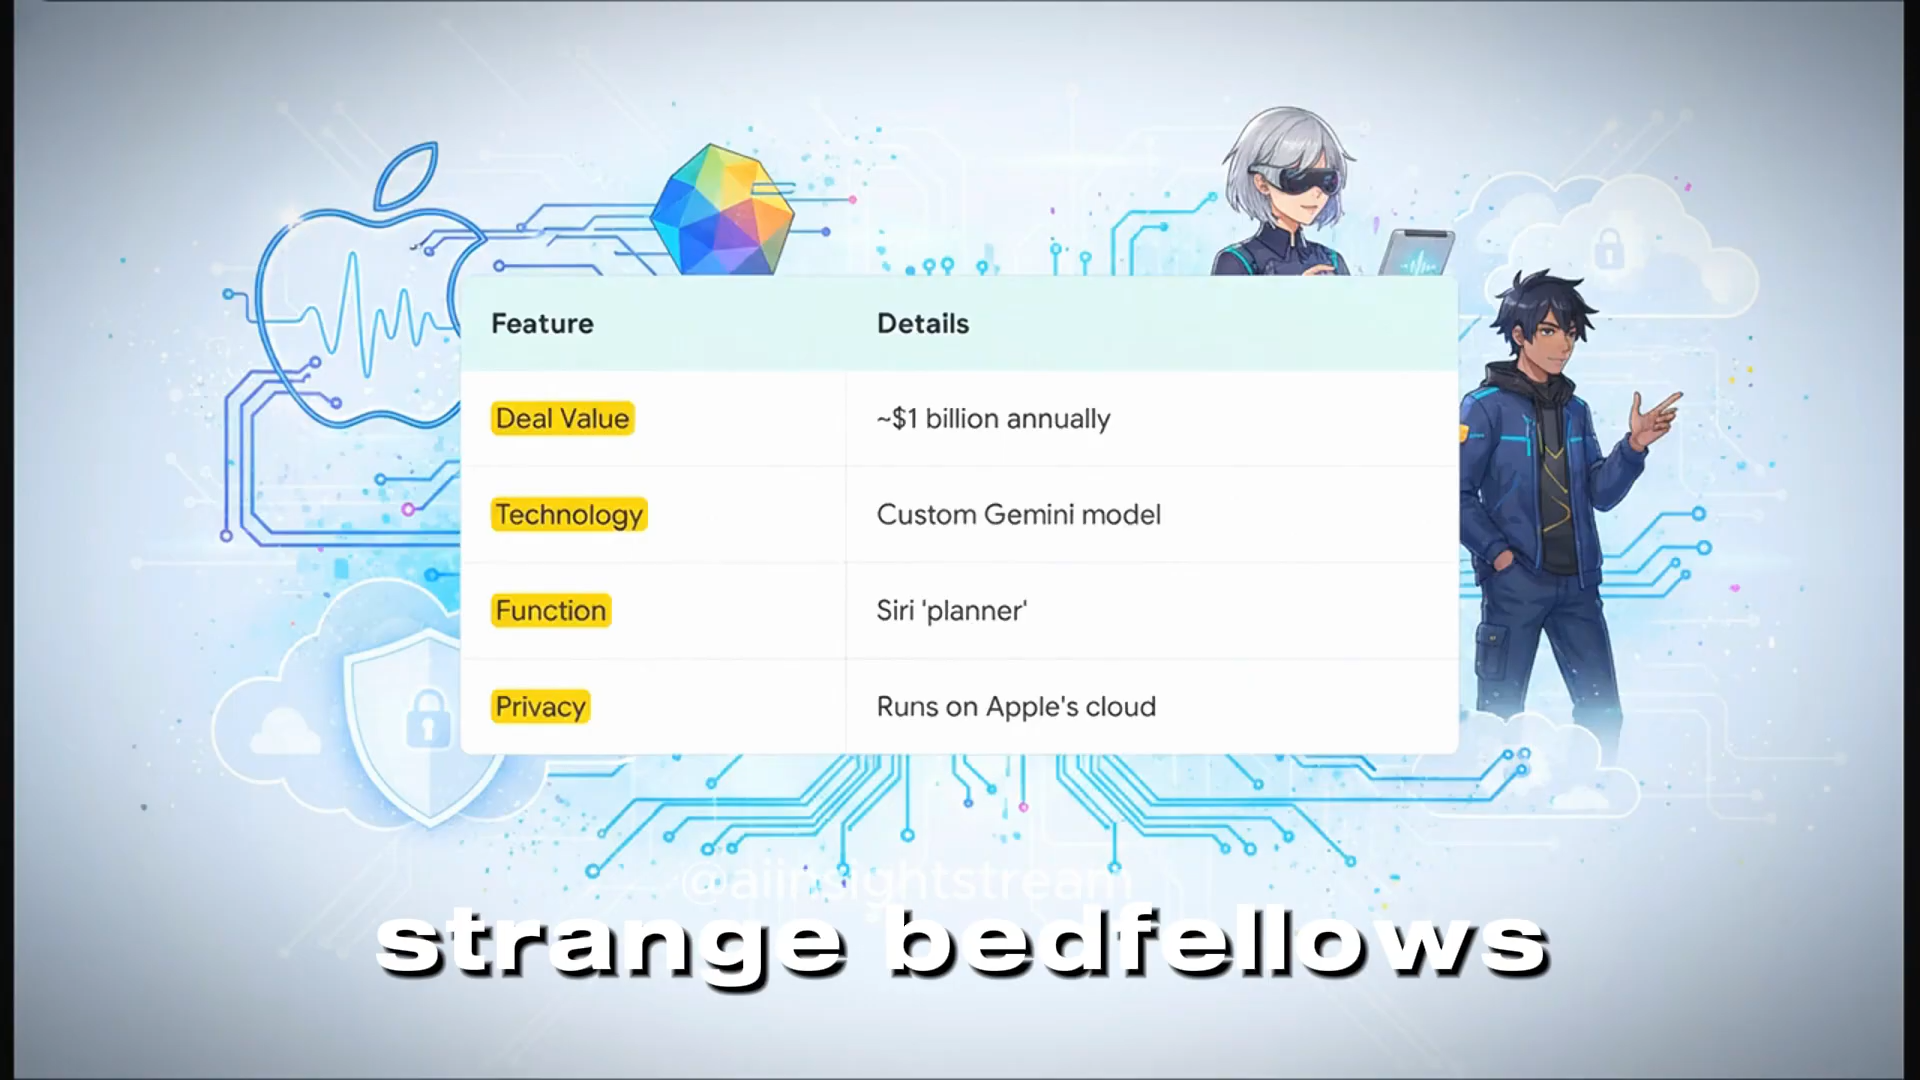 Feature Details
Deal Value ~$1 billion annually
Technology Custom Gemini model
Function Siri 'planner'
Privacy Runs on Apple's cloud
@aiinsightstream
strange bedfellows